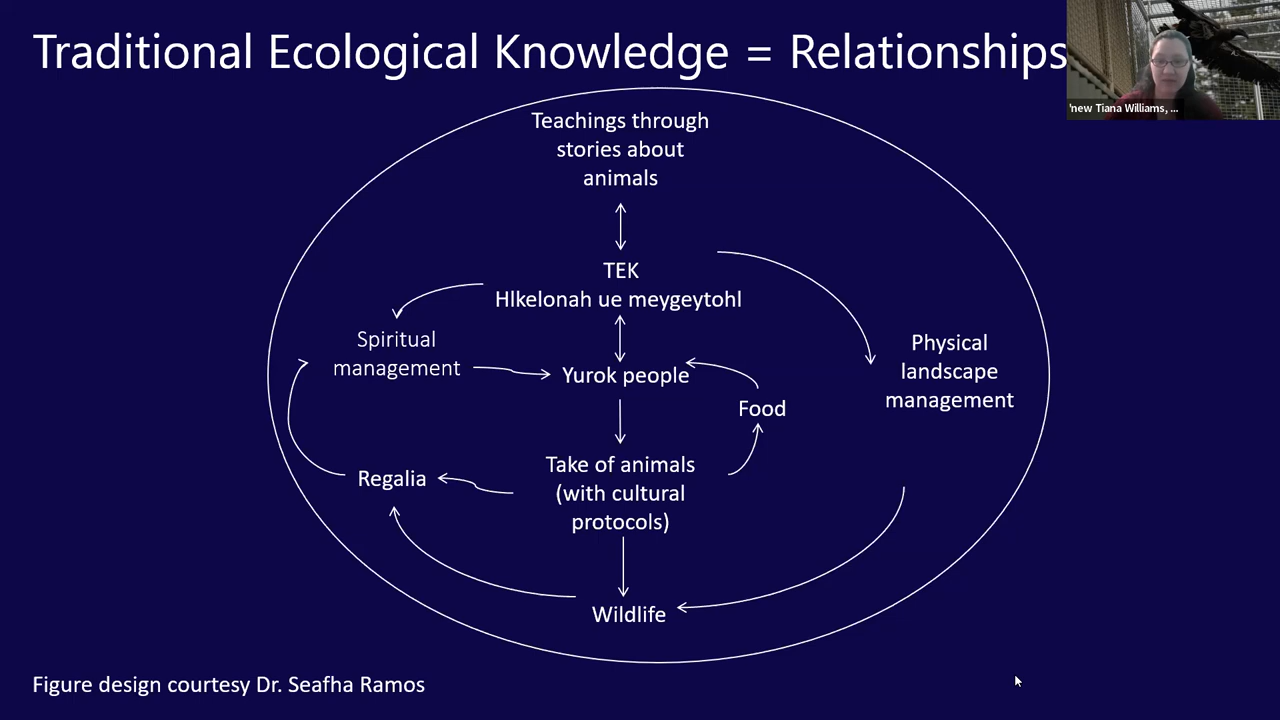 Traditional Ecological Knowledge = Relationships
'new Tiana Williams, ...
Teachings through
stories about
animals
TEK
Hlkelonah ue meygeytohl
Spiritual
management
Physical
landscape
management
Yurok people
Food
Take of animals
(with cultural
protocols)
Regalia
Wildlife
Figure design courtesy Dr. Seafha Ramos